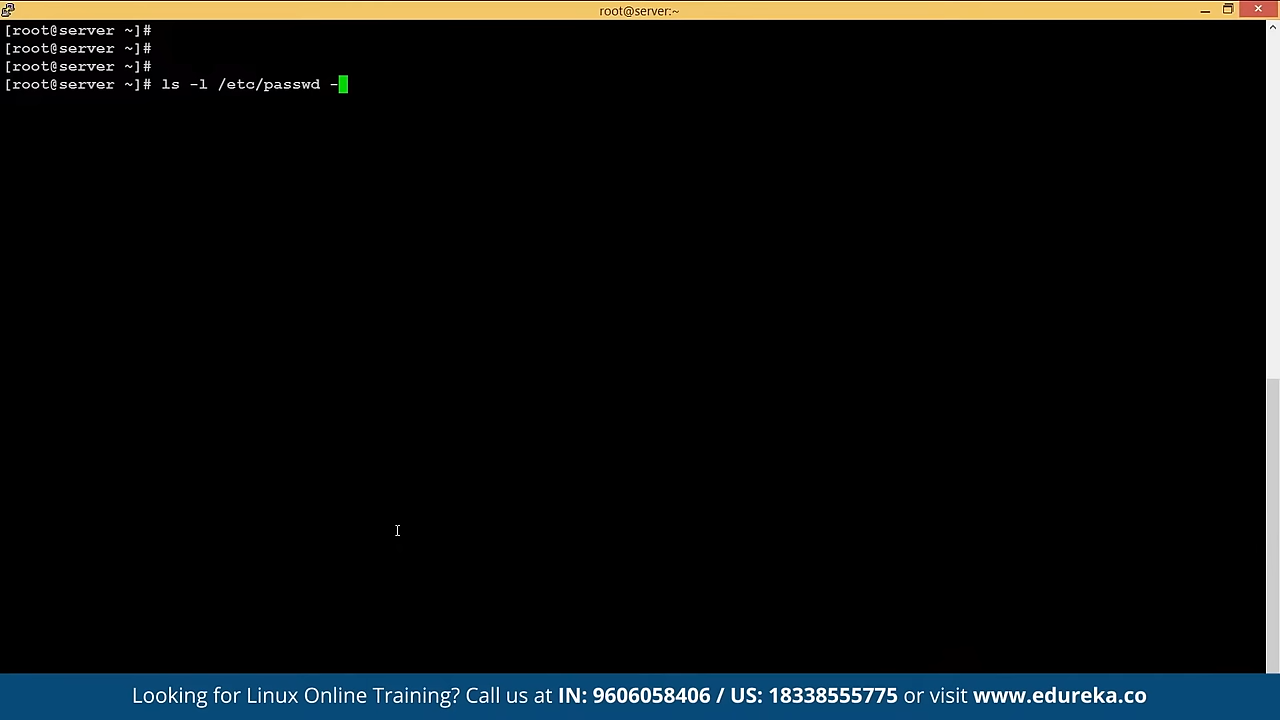 root@server:~
[root@server ~]#
[root@server ~]#
[root@server ~]#
[root@server ~]# ls -l /etc/passwd -
Looking for Linux Online Training? Call us at IN: 9606058406 / US: 18338555775 or visit www.edureka.co